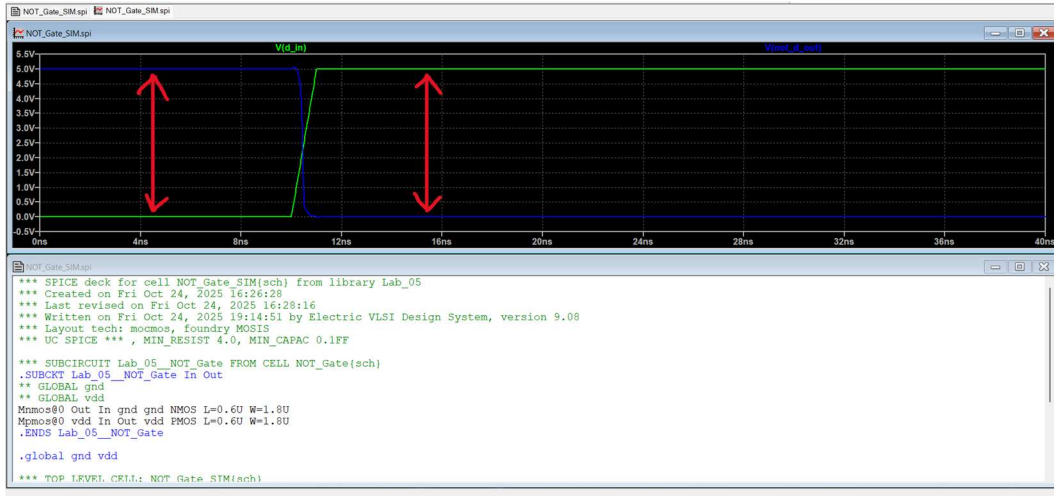 NOT_Gate_SIM.spi NOT_Gate_SIM.spi
NOT_Gate_SIM.spi
V(d_in) V(not_d_out)
5.5V
5.0V
4.5V
4.0V
3.5V
3.0V
2.5V
2.0V
1.5V
1.0V
0.5V
0.0V
-0.5V
0ns 4ns 8ns 12ns 16ns 20ns 24ns 28ns 32ns 36ns 40ns
NOT_Gate_SIM.spi
*** SPICE deck for cell NOT_Gate_SIM{sch} from library Lab_05
*** Created on Fri Oct 24, 2025 16:26:28
*** Last revised on Fri Oct 24, 2025 16:28:16
*** Written on Fri Oct 24, 2025 19:14:51 by Electric VLSI Design System, version 9.08
*** Layout tech: mocmos, foundry MOSIS
*** UC SPICE *** , MIN_RESIST 4.0, MIN_CAPAC 0.1FF
*** SUBCIRCUIT Lab_05__NOT_Gate FROM CELL NOT_Gate{sch}
.SUBCKT Lab_05__NOT_Gate In Out
** GLOBAL gnd
** GLOBAL vdd
Mnmos@0 Out In gnd gnd NMOS L=0.6U W=1.8U
Mpmos@0 vdd In Out vdd PMOS L=0.6U W=1.8U
.ENDS Lab_05__NOT_Gate
.global gnd vdd
*** TOP LEVEL CELL: NOT_Gate_SIM{sch}